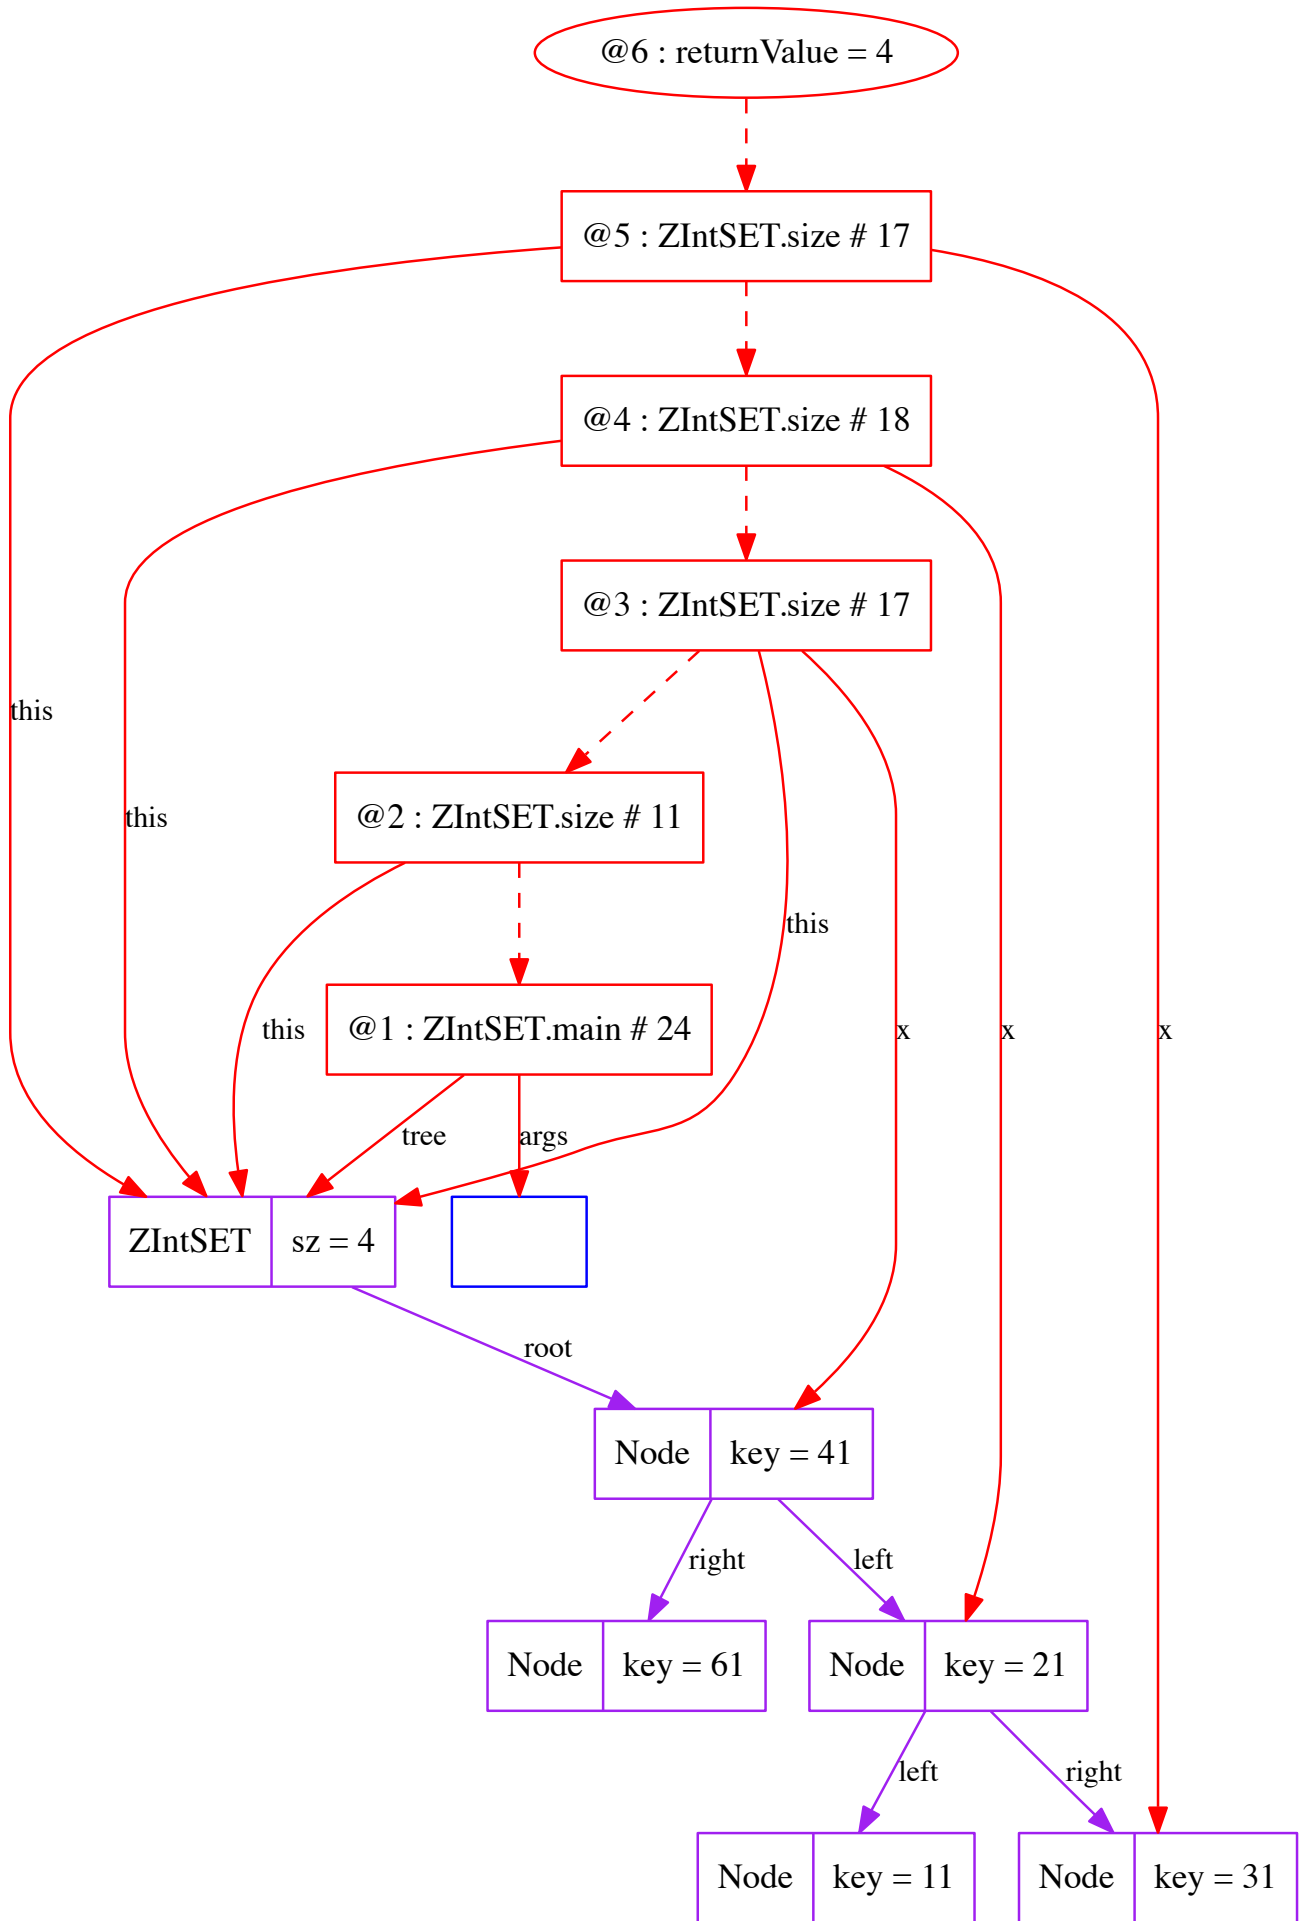 @6 : returnValue = 4
@5 : ZIntSET.size # 17
@4 : ZIntSET.size # 18
@3 : ZIntSET.size # 17
this
@2 : ZIntSET.size # 11
this
this
@1 : ZIntSET.main # 24
this
x
x
x
tree
args
ZIntSET
sz = 4
root
Node
key = 41
right
left
Node
key = 61
Node
key = 21
left
right
Node
key = 11
Node
key = 31